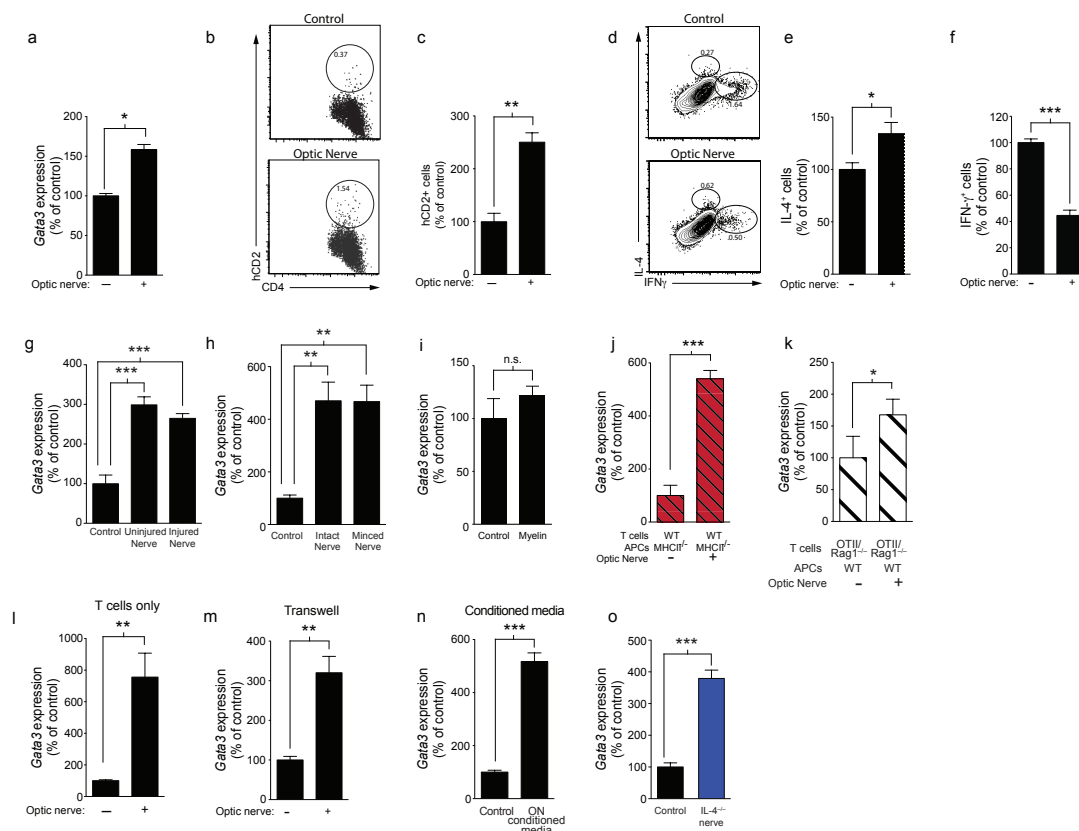 a
Gata3 expression
(% of control)
200
150
100
50
0
*
– +
Optic nerve:
b
Control
0.37
Optic Nerve
1.54
hCD2
CD4
c
hCD2+ cells
(% of control)
300
200
100
0
**
– +
Optic nerve:
d
Control
0.27
1.64
Optic Nerve
0.62
0.50
IL-4
IFNγ
e
IL-4+ cells
(% of control)
150
100
50
0
*
– +
Optic nerve:
f
IFN-γ+ cells
(% of control)
120
100
80
60
40
20
0
***
– +
Optic nerve:
g
Gata3 expression
(% of control)
400
300
200
100
0
***
***
Control Uninjured Injured
Nerve Nerve
h
Gata3 expression
(% of control)
600
400
200
0
**
**
Control Intact Minced
Nerve Nerve
i
Gata3 expression
(% of control)
150
100
50
0
n.s.
Control Myelin
j
Gata3 expression
(% of control)
600
400
200
0
***
T cells WT WT
APCs MHCII/- MHCII/-
Optic Nerve – +
k
Gata3 expression
(% of control)
250
200
150
100
50
0
*
T cells OTII/ OTII/
Rag1–/– Rag1–/–
APCs WT WT
Optic Nerve – +
l
T cells only
Gata3 expression
(% of control)
1000
800
600
400
200
0
**
– +
Optic nerve:
m
Transwell
Gata3 expression
(% of control)
400
300
200
100
0
**
– +
Optic nerve:
n
Conditioned media
Gata3 expression
(% of control)
600
400
200
0
***
Control ON
conditioned
media
o
Gata3 expression
(% of control)
500
400
300
200
100
0
***
Control IL-4–/–
nerve